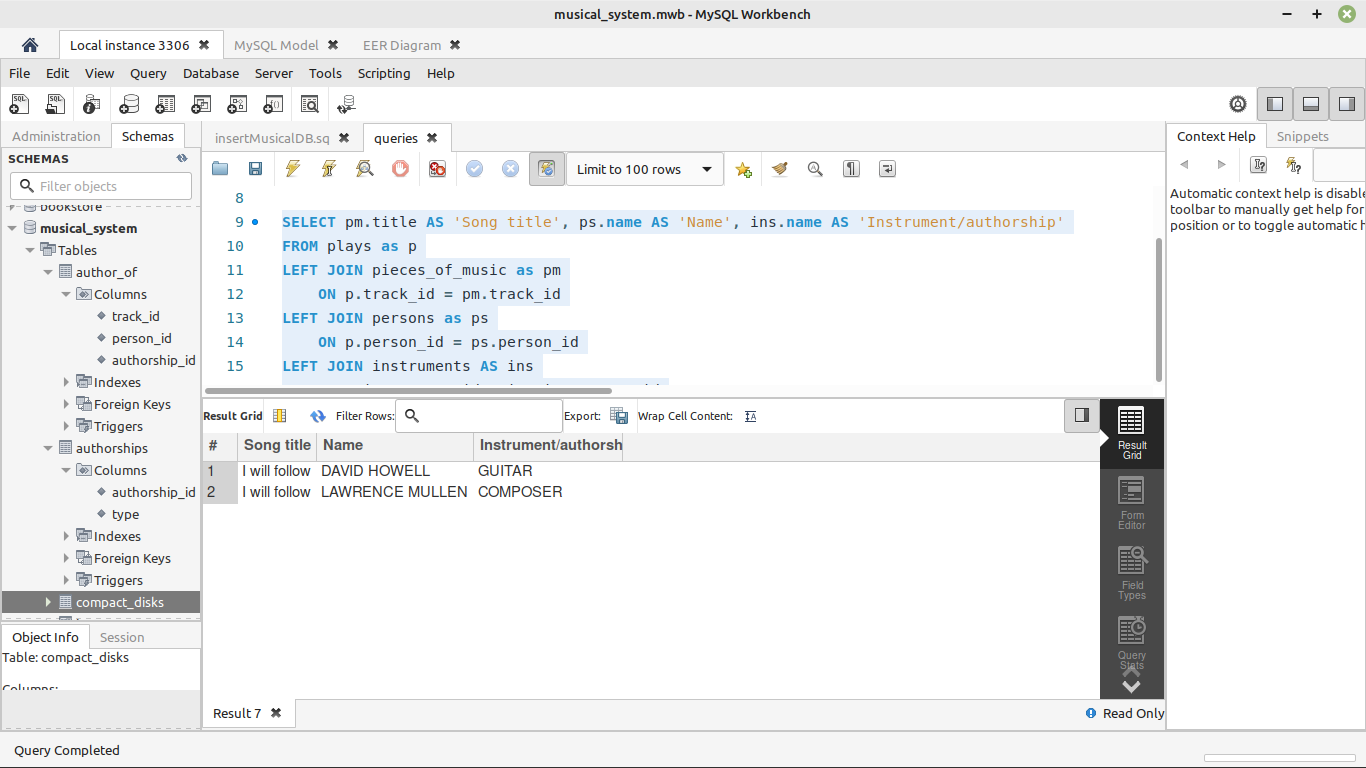 musical_system.mwb - MySQL Workbench
Local instance 3306
MySQL Model
EER Diagram
File Edit View Query Database Server Tools Scripting Help
Administration
Schemas
SCHEMAS
Filter objects
bookstore
musical_system
Tables
author_of
Columns
track_id
person_id
authorship_id
Indexes
Foreign Keys
Triggers
authorships
Columns
authorship_id
type
Indexes
Foreign Keys
Triggers
compact_disks
Object Info
Session
Table: compact_disks
Columns:
insertMusicalDB.sq
queries
Limit to 100 rows
8
9 SELECT pm.title AS 'Song title', ps.name AS 'Name', ins.name AS 'Instrument/authorship'
10 FROM plays as p
11 LEFT JOIN pieces_of_music as pm
12 ON p.track_id = pm.track_id
13 LEFT JOIN persons as ps
14 ON p.person_id = ps.person_id
15 LEFT JOIN instruments AS ins
Result Grid
Filter Rows:
Export:
Wrap Cell Content:
# Song title Name Instrument/authorsh
1 I will follow DAVID HOWELL GUITAR
2 I will follow LAWRENCE MULLEN COMPOSER
Result
Grid
Form
Editor
Field
Types
Query
Stats
Result 7
Read Only
Context Help
Snippets
Automatic context help is disable
toolbar to manually get help for
position or to toggle automatic h
Query Completed